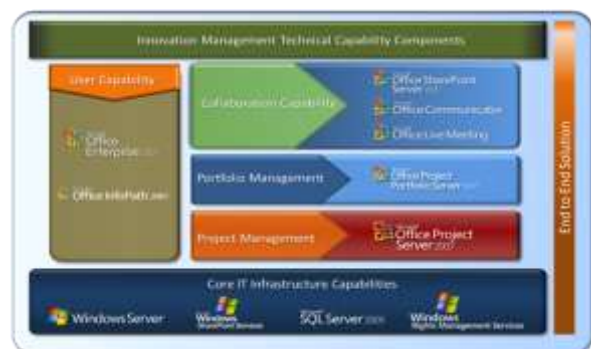 Innovation Management Technical Capability Components
User Capability
Office
Enterprise 2007
Office InfoPath 2007
Collaboration Capability
Office SharePoint
Server 2007
Office Communicator
Office Live Meeting
Portfolio Management
Office Project
Portfolio Server
Project Management
Office Project
Server 2007
End to End Solution
Core IT Infrastructure Capabilities
Windows Server
Windows
SharePoint Services
SQL Server
Windows
Rights Management Services